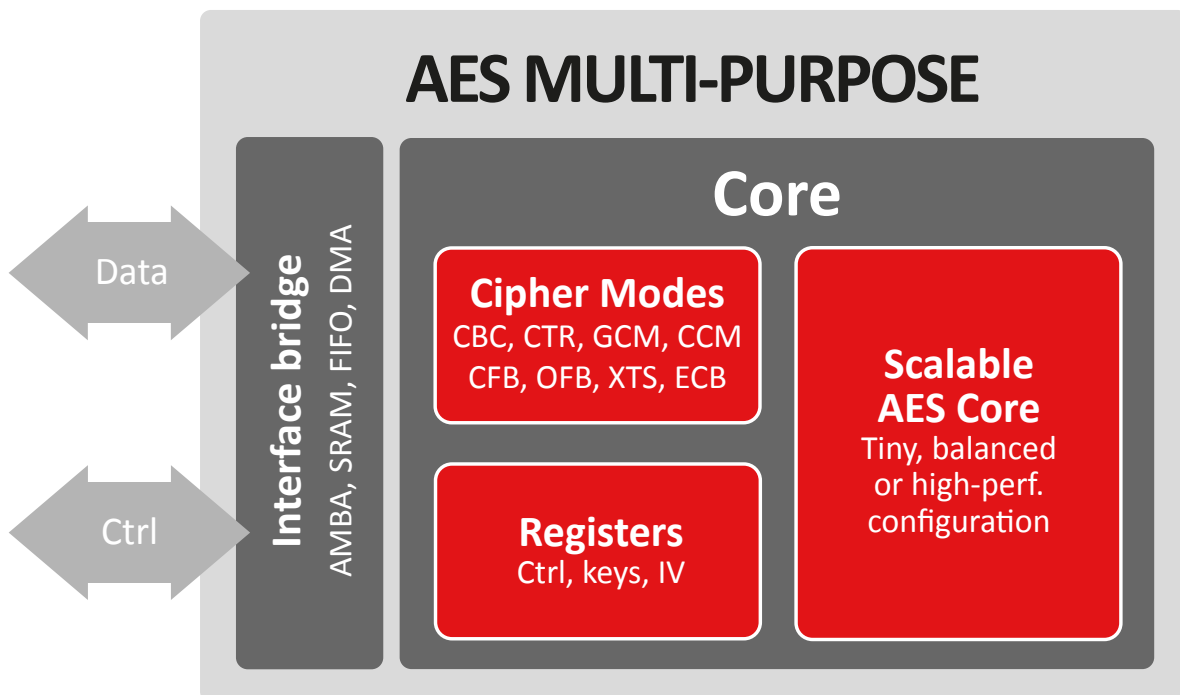 AES MULTI-PURPOSE
Data
Ctrl
Interface bridge
AMBA, SRAM, FIFO, DMA
Core
Cipher Modes
CBC, CTR, GCM, CCM
CFB, OFB, XTS, ECB
Registers
Ctrl, keys, IV
Scalable
AES Core
Tiny, balanced
or high-perf.
configuration